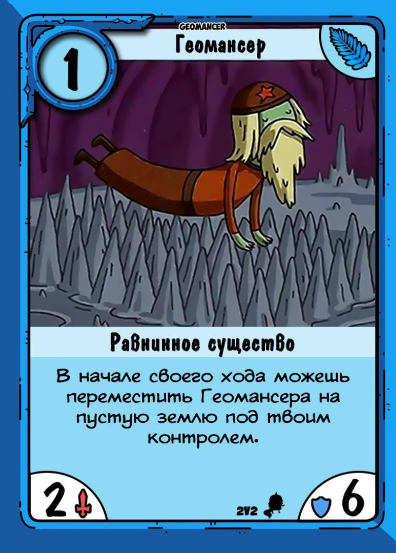 GEOMANCER
Геомансер
1
Равнинное существо
В начале своего хода можешь
переместить Геомансера на
пустую землю под твоим
контролем.
2
2V2
6